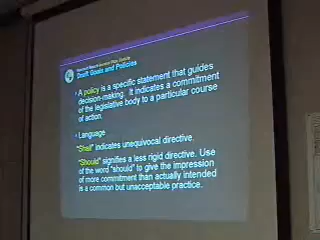 Draft Goals and Policies
A policy is a specific statement that guides
decision-making. It indicates a commitment
of the legislative body to a particular course
of action.
Language
"Shall" indicates unequivocal directive.
"Should" signifies a less rigid directive. Use
of the word "should" to give the impression
of more commitment than actually intended
is a common but unacceptable practice.